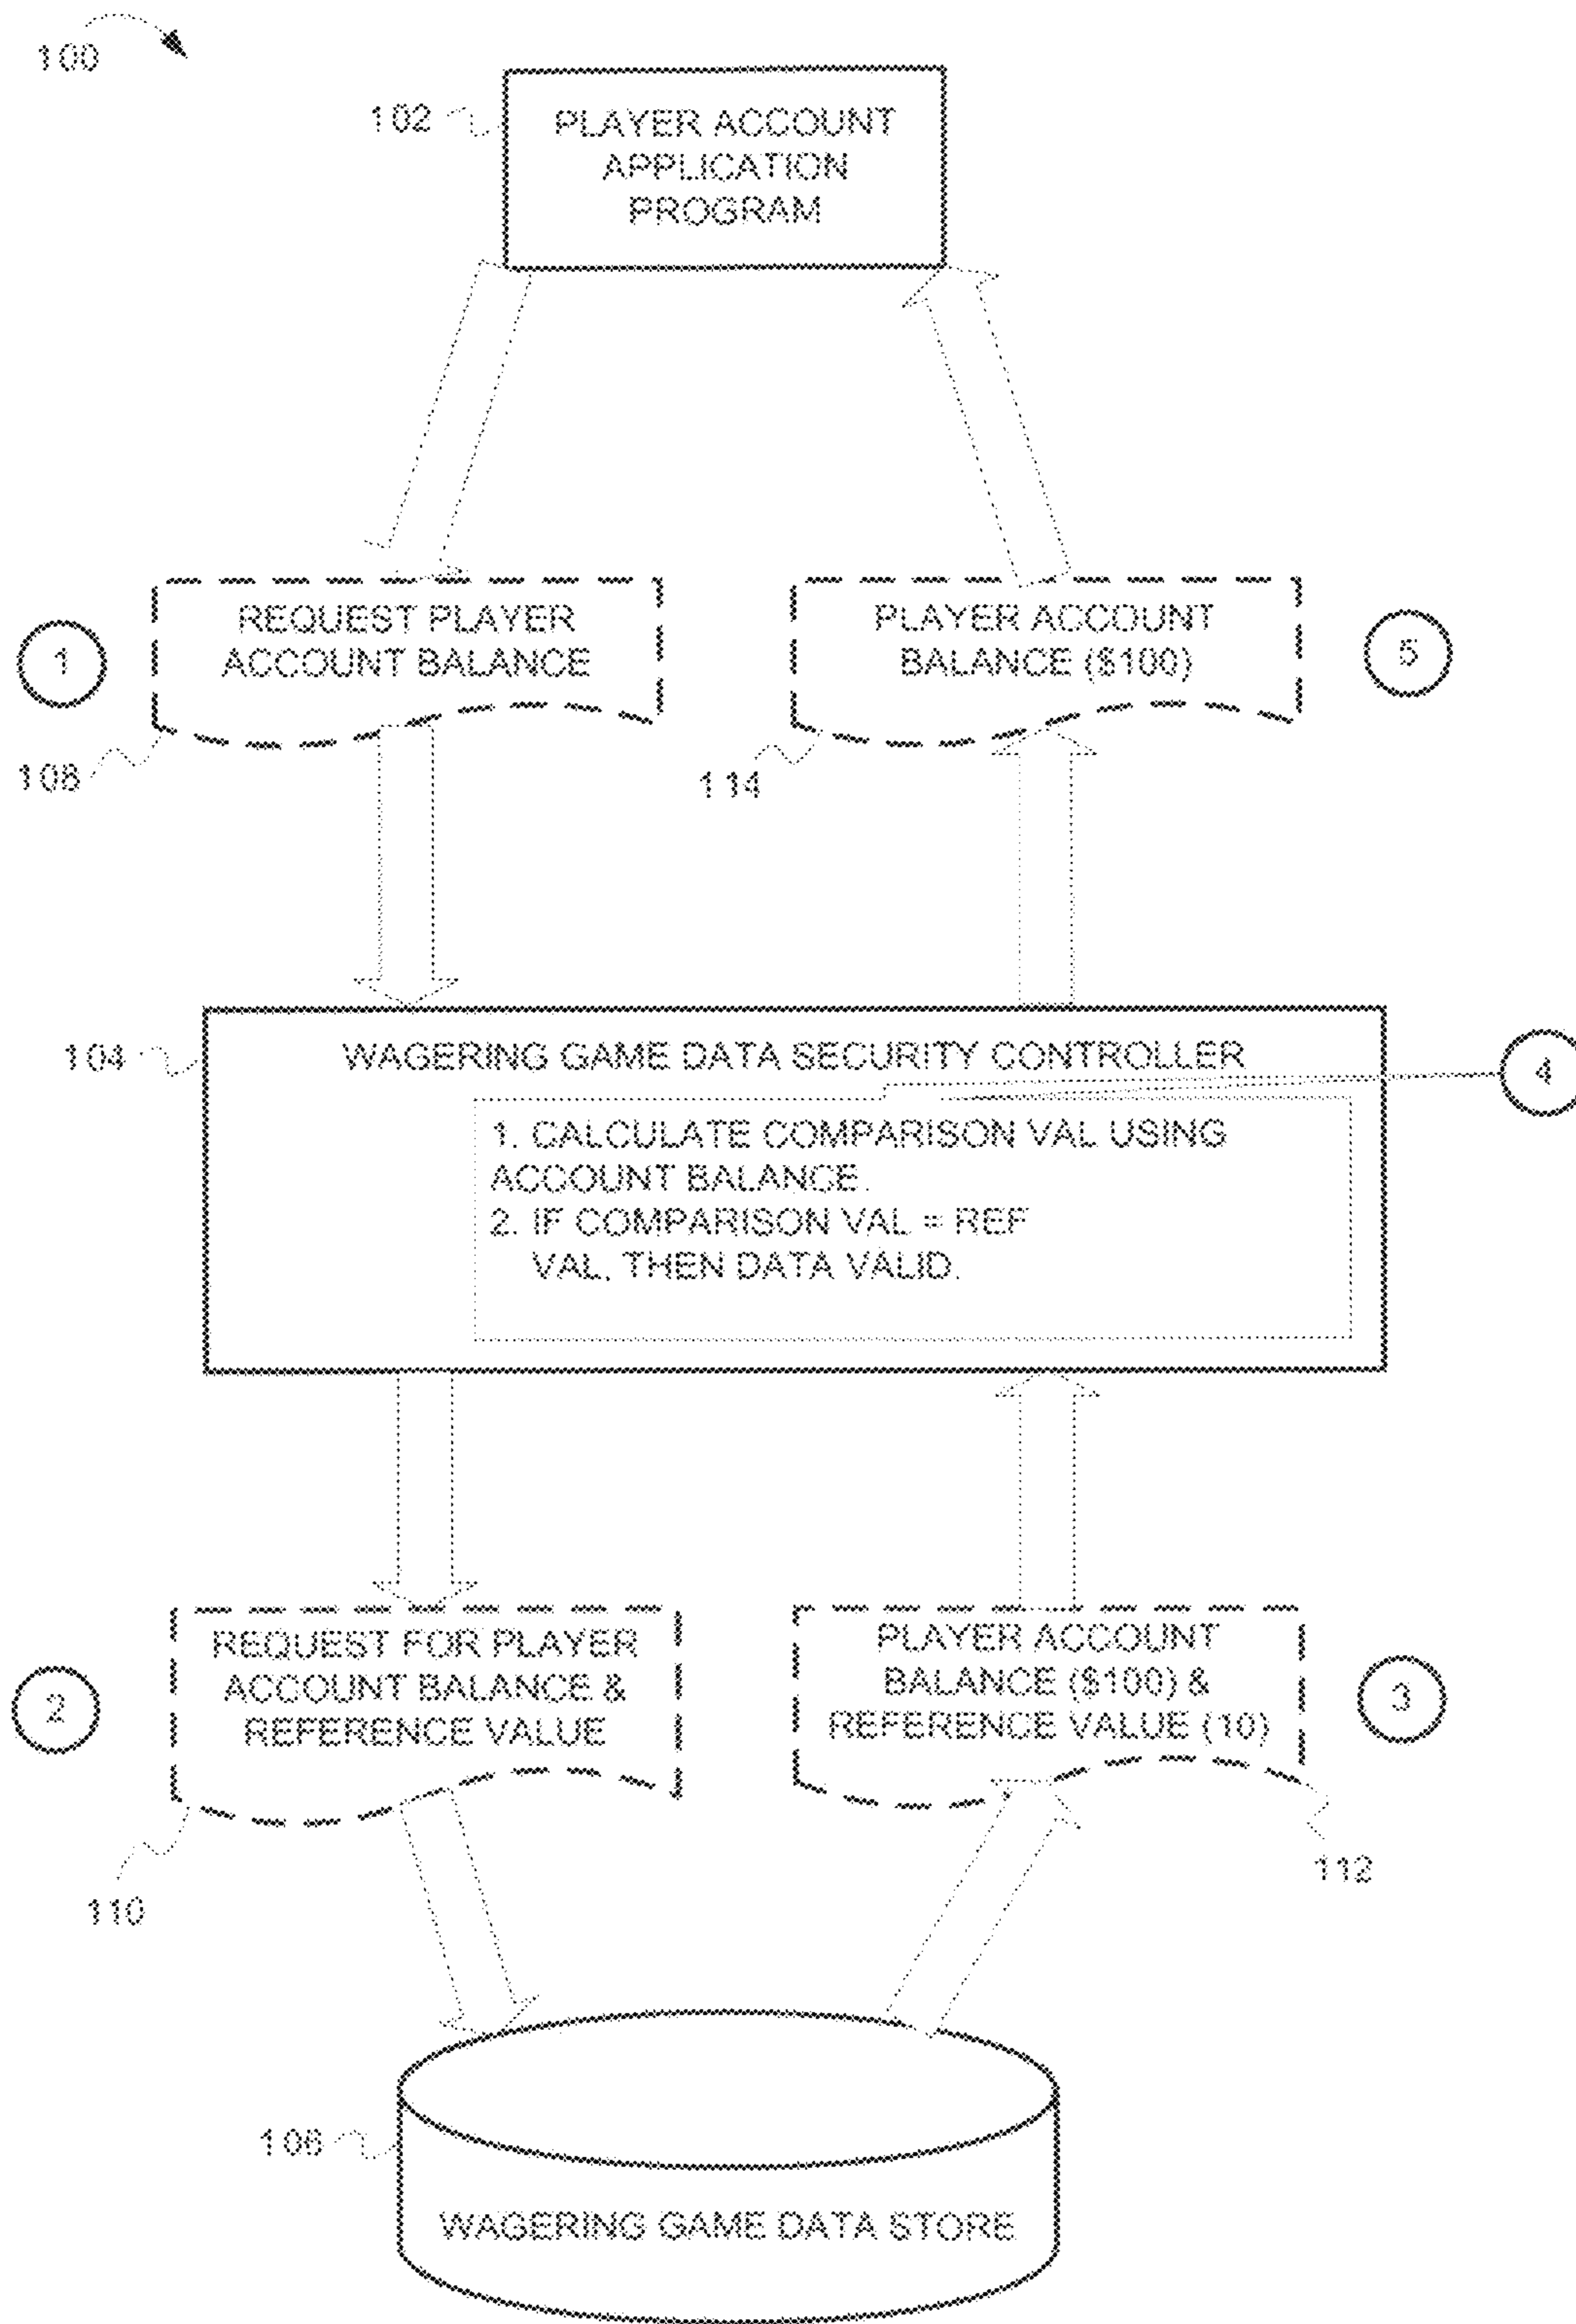 100
102
PLAYER ACCOUNT
APPLICATION
PROGRAM
1
REQUEST PLAYER
ACCOUNT BALANCE
108
PLAYER ACCOUNT
BALANCE ($100)
5
114
104
WAGERING GAME DATA SECURITY CONTROLLER
4
1. CALCULATE COMPARISON VAL USING
ACCOUNT BALANCE.
2. IF COMPARISON VAL = REF
VAL, THEN DATA VALID.
2
REQUEST FOR PLAYER
ACCOUNT BALANCE &
REFERENCE VALUE
110
PLAYER ACCOUNT
BALANCE ($100) &
REFERENCE VALUE (10)
3
112
106
WAGERING GAME DATA STORE